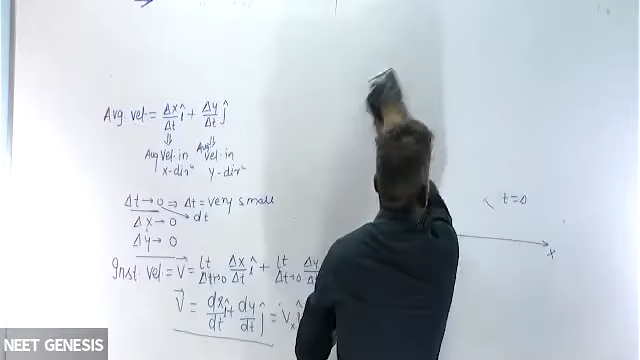 Avg. vel = Δx/Δt î + Δy/Δt ĵ
⇓ ⇓
Avg vel. in Avg vel. in
x-dirⁿ y-dirⁿ
Δt → 0 ⇒ Δt = very small
Δx → 0 dt
Δy → 0
t=0
x
Inst. vel = V⃗ = lt Δt→0 Δx/Δt î + lt Δt→0 Δy/Δt
V⃗ = dx/dt î + dy/dt ĵ = Vₓ î
NEET GENESIS